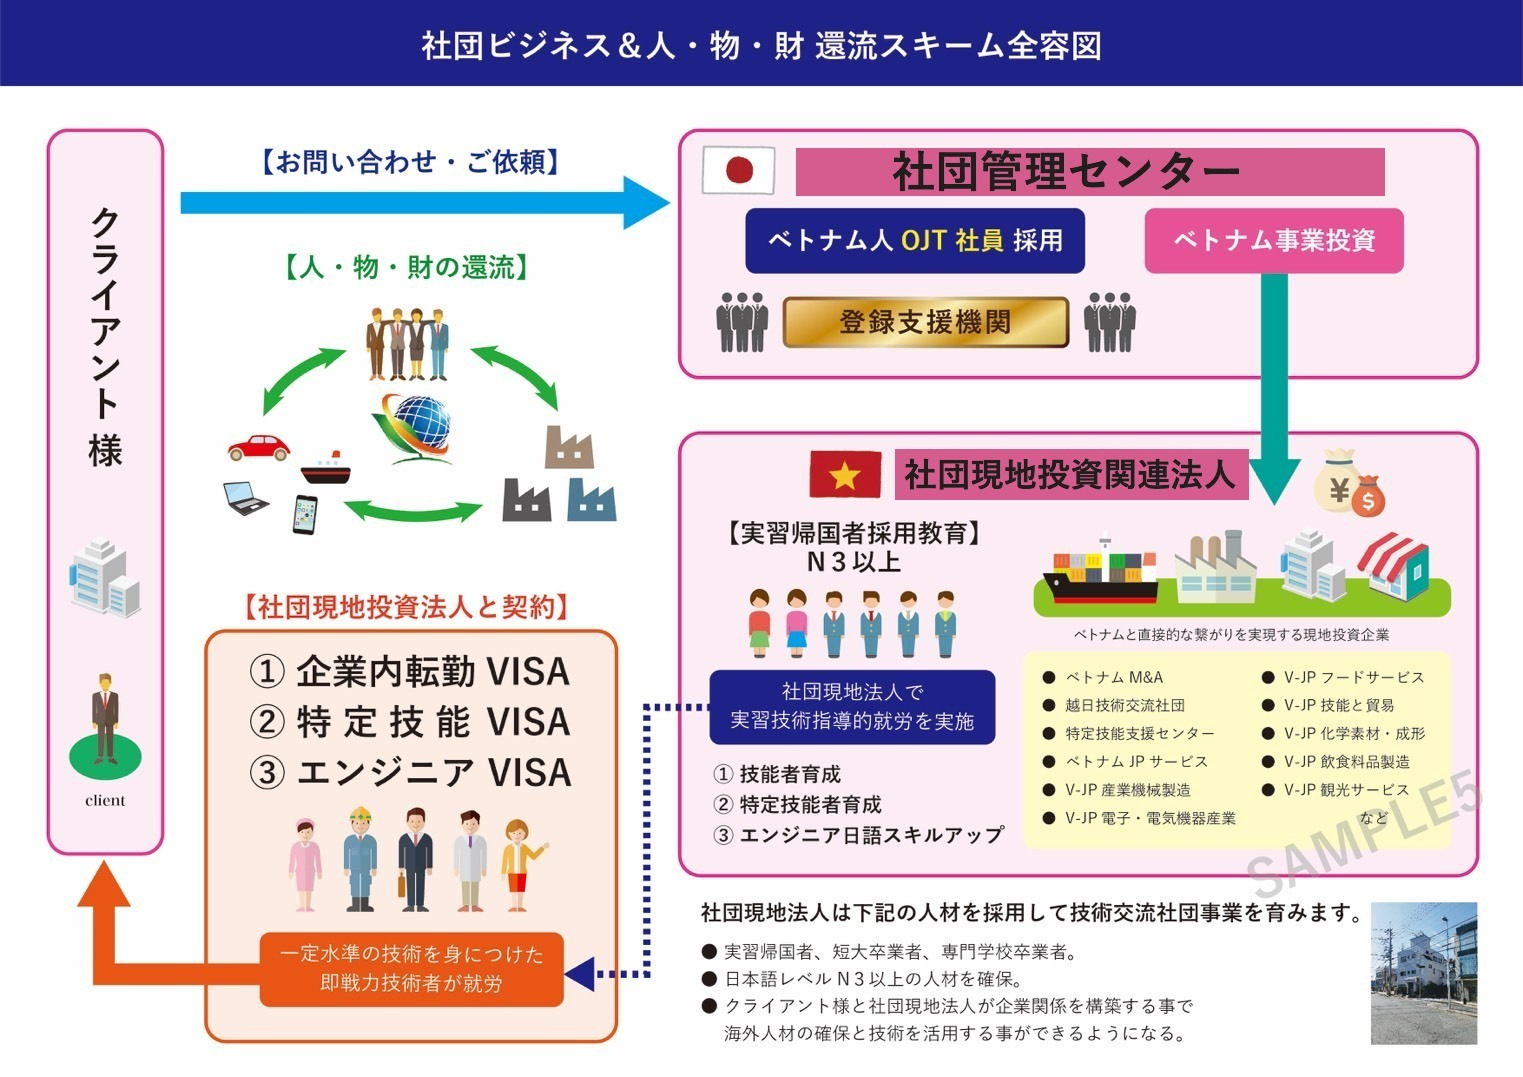 社団ビジネス＆人・物・財 還流スキーム全容図
クライアント様
client
【お問い合わせ・ご依頼】
【人・物・財の還流】
社団管理センター
ベトナム人 OJT 社員 採用
ベトナム事業投資
登録支援機関
社団現地投資関連法人
¥
$
【実習帰国者採用教育】
N３以上
社団現地法人で
実習技術指導的就労を実施
① 技能者育成
② 特定技能者育成
③ エンジニア日語スキルアップ
ベトナムと直接的な繋がりを実現する現地投資企業
● ベトナム M&A
● 越日技術交流社団
● 特定技能支援センター
● ベトナム JP サービス
● V-JP 産業機械製造
● V-JP 電子・電気機器産業
● V-JP フードサービス
● V-JP 技能と貿易
● V-JP 化学素材・成形
● V-JP 飲食料品製造
● V-JP 観光サービス
など
【社団現地投資法人と契約】
① 企業内転勤 VISA
② 特 定 技 能 VISA
③ エンジニア VISA
一定水準の技術を身につけた
即戦力技術者が就労
社団現地法人は下記の人材を採用して技術交流社団事業を育みます。
● 実習帰国者、短大卒業者、専門学校卒業者。
● 日本語レベル N３以上の人材を確保。
● クライアント様と社団現地法人が企業関係を構築する事で
海外人材の確保と技術を活用する事ができるようになる。
SAMPLE5